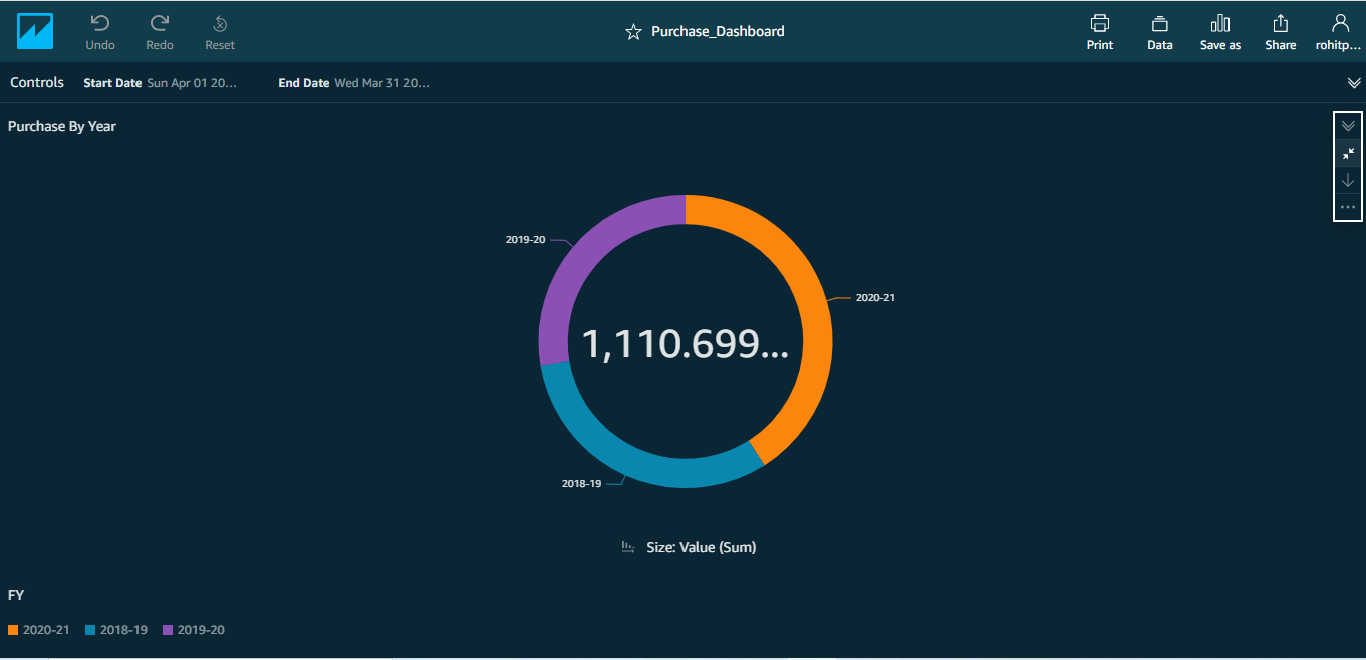 Undo Redo Reset Purchase_Dashboard Print Data Save as Share rohitp...
Controls Start Date Sun Apr 01 20... End Date Wed Mar 31 20...
Purchase By Year
2019-20
2020-21
1,110.699...
2018-19
Size: Value (Sum)
FY
2020-21 2018-19 2019-20